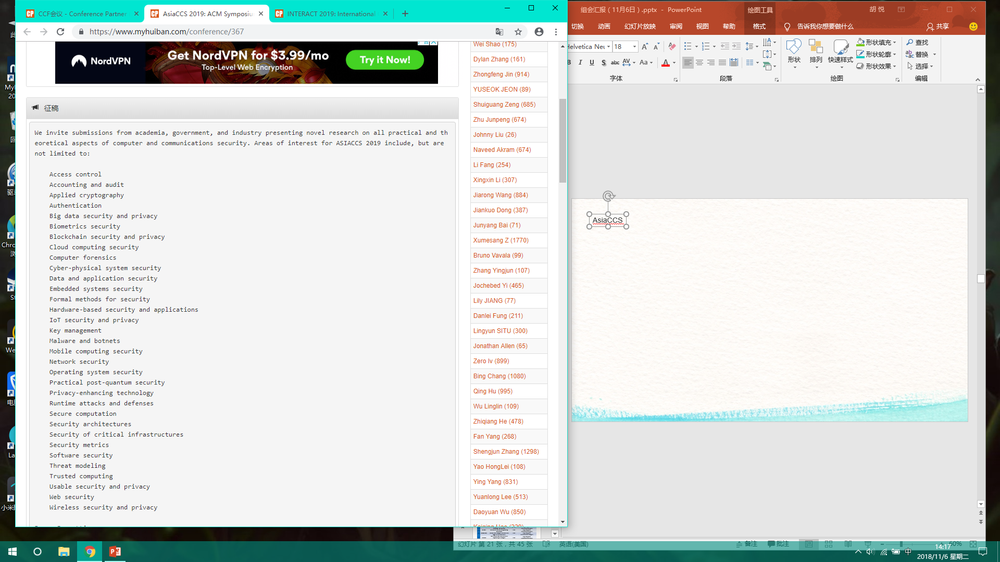 CCF会议 - Conference Partner
AsiaCCS 2019: ACM Symposiu
INTERACT 2019: International
https://www.myhuiban.com/conference/367
NordVPN
Get NordVPN for $3.99/mo
Top-Level Web Encryption
Try it Now!
征稿
We invite submissions from academia, government, and industry presenting novel research on all practical and th
eoretical aspects of computer and communications security. Areas of interest for ASIACCS 2019 include, but are
not limited to:
Access control
Accounting and audit
Applied cryptography
Authentication
Big data security and privacy
Biometrics security
Blockchain security and privacy
Cloud computing security
Computer forensics
Cyber-physical system security
Data and application security
Embedded systems security
Formal methods for security
Hardware-based security and applications
IoT security and privacy
Key management
Malware and botnets
Mobile computing security
Network security
Operating system security
Practical post-quantum security
Privacy-enhancing technology
Runtime attacks and defenses
Secure computation
Security architectures
Security of critical infrastructures
Security metrics
Software security
Threat modeling
Trusted computing
Usable security and privacy
Web security
Wireless security and privacy
Wei Shao (175)
Dylan Zhang (161)
Zhongfeng Jin (914)
YUSEOK JEON (89)
Shuiguang Zeng (685)
Zhu Junpeng (674)
Johnny Liu (26)
Naveed Akram (674)
Li Fang (254)
Xingxin Li (307)
Jiarong Wang (884)
Jiankuo Dong (387)
Junyang Bai (71)
Xumesang Z (1770)
Bruno Vavala (99)
Zhang Yingjun (107)
Jochebed Yi (465)
Lily JIANG (77)
Danlei Fung (211)
Lingyun SITU (300)
Jonathan Allen (65)
Zero lv (899)
Bing Chang (1080)
Qing Hu (995)
Wu Linglin (109)
Zhiqiang He (478)
Fan Yang (268)
Shengjun Zhang (1298)
Yao HongLei (108)
Ying Yang (831)
Yuanlong Lee (513)
Daoyuan Wu (850)
组会汇报（11月6日）.pptx - PowerPoint
绘图工具
胡 悦
切换 动画 幻灯片放映 审阅 视图 帮助 格式 告诉我你想要做什么 共享
Helvetica Neu 18
形状 排列 快速样式
形状填充
形状轮廓
形状效果
查找
替换
选择
字体 段落 绘图 编辑
AsiaCCS
幻灯片 第 21 张，共 45 张 英语(美国) 备注 批注 60%
中
14:17
2018/11/6 星期二